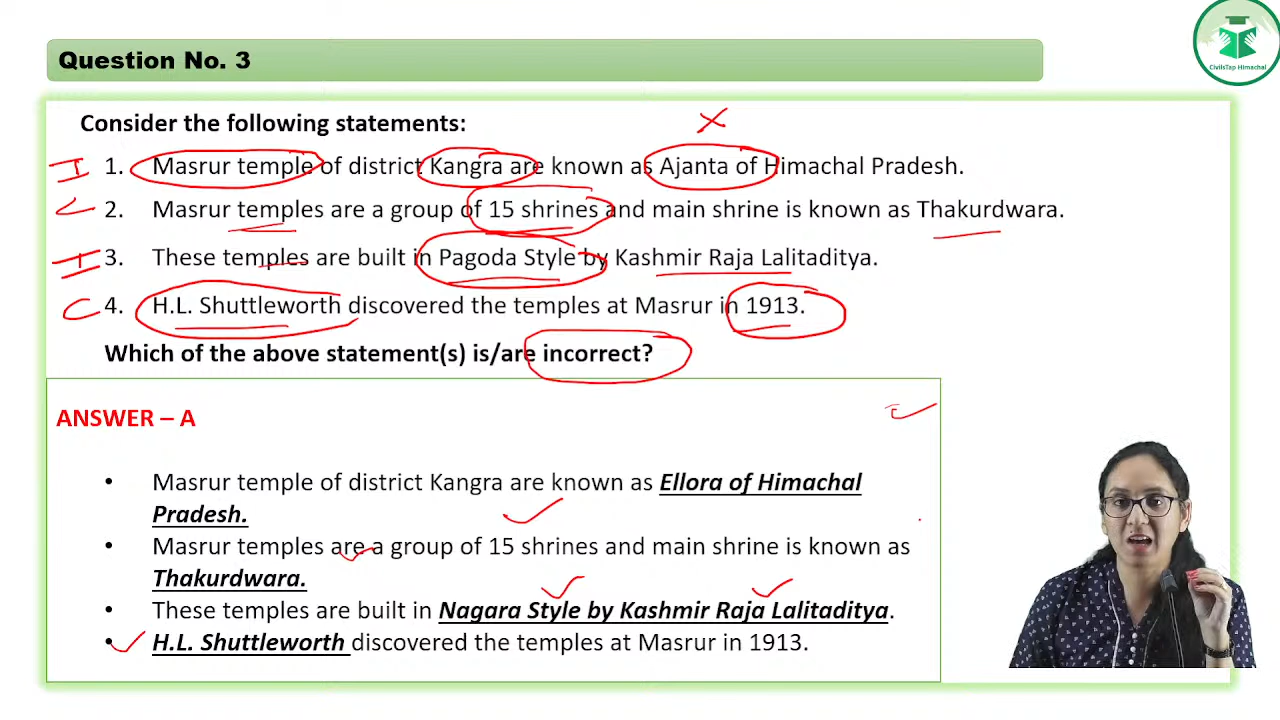 Question No. 3
CivilsTap Himachal
Consider the following statements:
X
I 1. Masrur temple of district Kangra are known as Ajanta of Himachal Pradesh.
C 2. Masrur temples are a group of 15 shrines and main shrine is known as Thakurdwara.
I 3. These temples are built in Pagoda Style by Kashmir Raja Lalitaditya.
C 4. H.L. Shuttleworth discovered the temples at Masrur in 1913.
Which of the above statement(s) is/are incorrect?
ANSWER – A
• Masrur temple of district Kangra are known as Ellora of Himachal
Pradesh.
• Masrur temples are a group of 15 shrines and main shrine is known as
Thakurdwara.
• These temples are built in Nagara Style by Kashmir Raja Lalitaditya.
• H.L. Shuttleworth discovered the temples at Masrur in 1913.